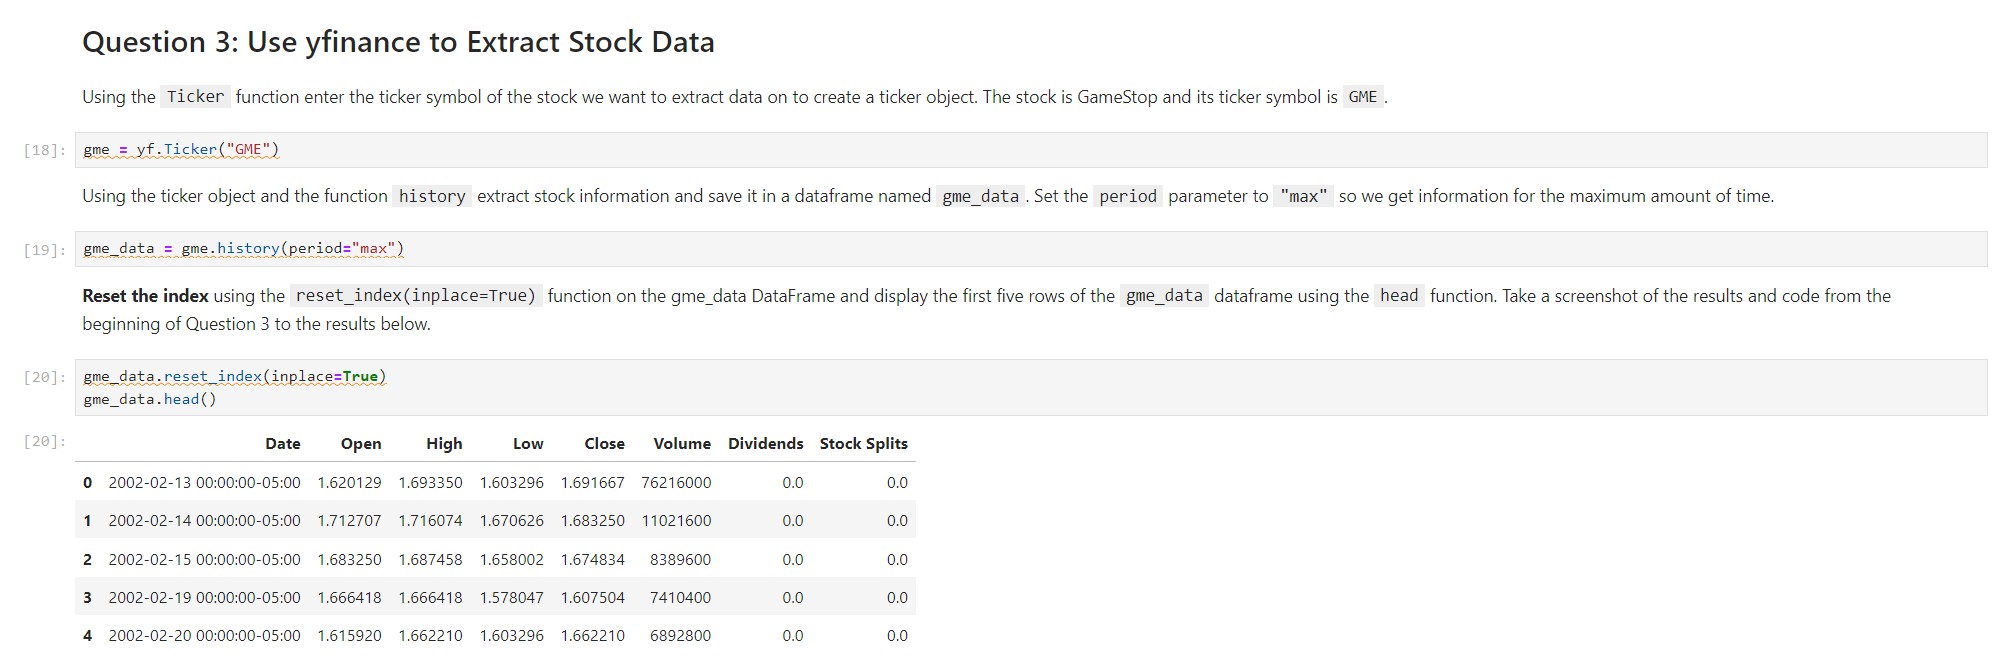 Question 3: Use yfinance to Extract Stock Data
Using the Ticker function enter the ticker symbol of the stock we want to extract data on to create a ticker object. The stock is GameStop and its ticker symbol is GME .
[18]: gme = yf.Ticker("GME")
Using the ticker object and the function history extract stock information and save it in a dataframe named gme_data . Set the period parameter to "max" so we get information for the maximum amount of time.
[19]: gme_data = gme.history(period="max")
Reset the index using the reset_index(inplace=True) function on the gme_data DataFrame and display the first five rows of the gme_data dataframe using the head function. Take a screenshot of the results and code from the
beginning of Question 3 to the results below.
[20]: gme_data.reset_index(inplace=True)
gme_data.head()
[20]: Date Open High Low Close Volume Dividends Stock Splits
0 2002-02-13 00:00:00-05:00 1.620129 1.693350 1.603296 1.691667 76216000 0.0 0.0
1 2002-02-14 00:00:00-05:00 1.712707 1.716074 1.670626 1.683250 11021600 0.0 0.0
2 2002-02-15 00:00:00-05:00 1.683250 1.687458 1.658002 1.674834 8389600 0.0 0.0
3 2002-02-19 00:00:00-05:00 1.666418 1.666418 1.578047 1.607504 7410400 0.0 0.0
4 2002-02-20 00:00:00-05:00 1.615920 1.662210 1.603296 1.662210 6892800 0.0 0.0